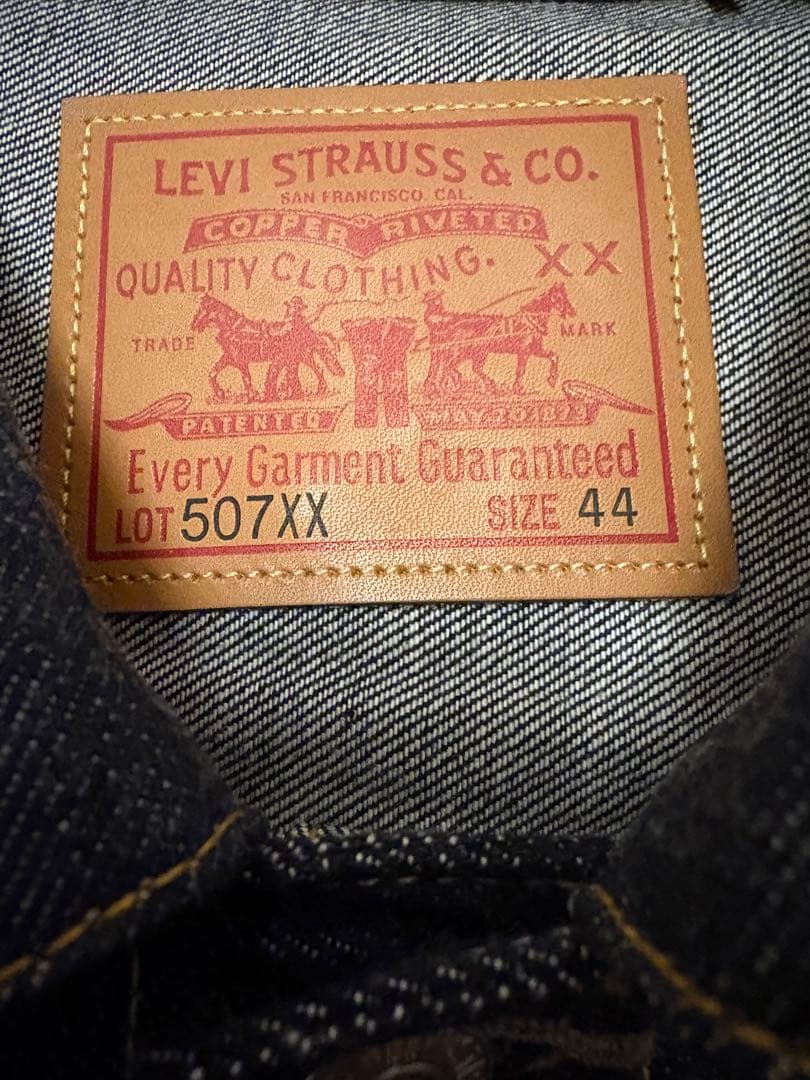 LEVI STRAUSS & CO.
SAN FRANCISCO, CAL.
COPPER RIVETED
QUALITY CLOTHING. XX
TRADE MARK
PATENTED MAY 20 1873
Every Garment Guaranteed
LOT 507XX SIZE 44